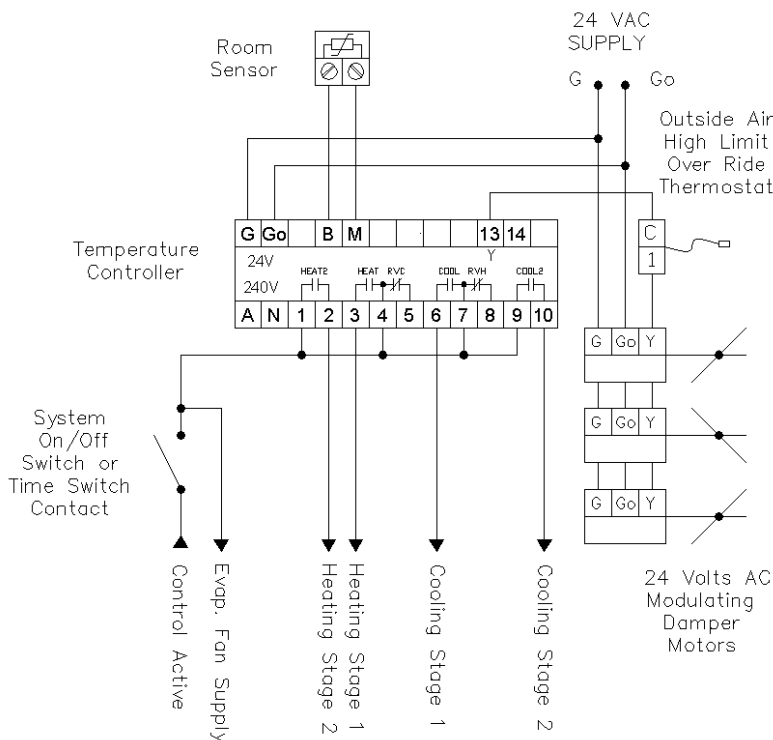 24 VAC
SUPPLY
G Go
Room
Sensor
Outside Air
High Limit
Over Ride
Thermostat
Temperature
Controller
G Go B M 13 14
Y
24V
240V
HEAT2 HEAT RVC COOL RVH COOL2
A N 1 2 3 4 5 6 7 8 9 10
C
1
G Go Y
G Go Y
G Go Y
System
On/Off
Switch or
Time Switch
Contact
Control Active
Evap. Fan Supply
Heating Stage 2
Heating Stage 1
Cooling Stage 1
Cooling Stage 2
24 Volts AC
Modulating
Damper
Motors